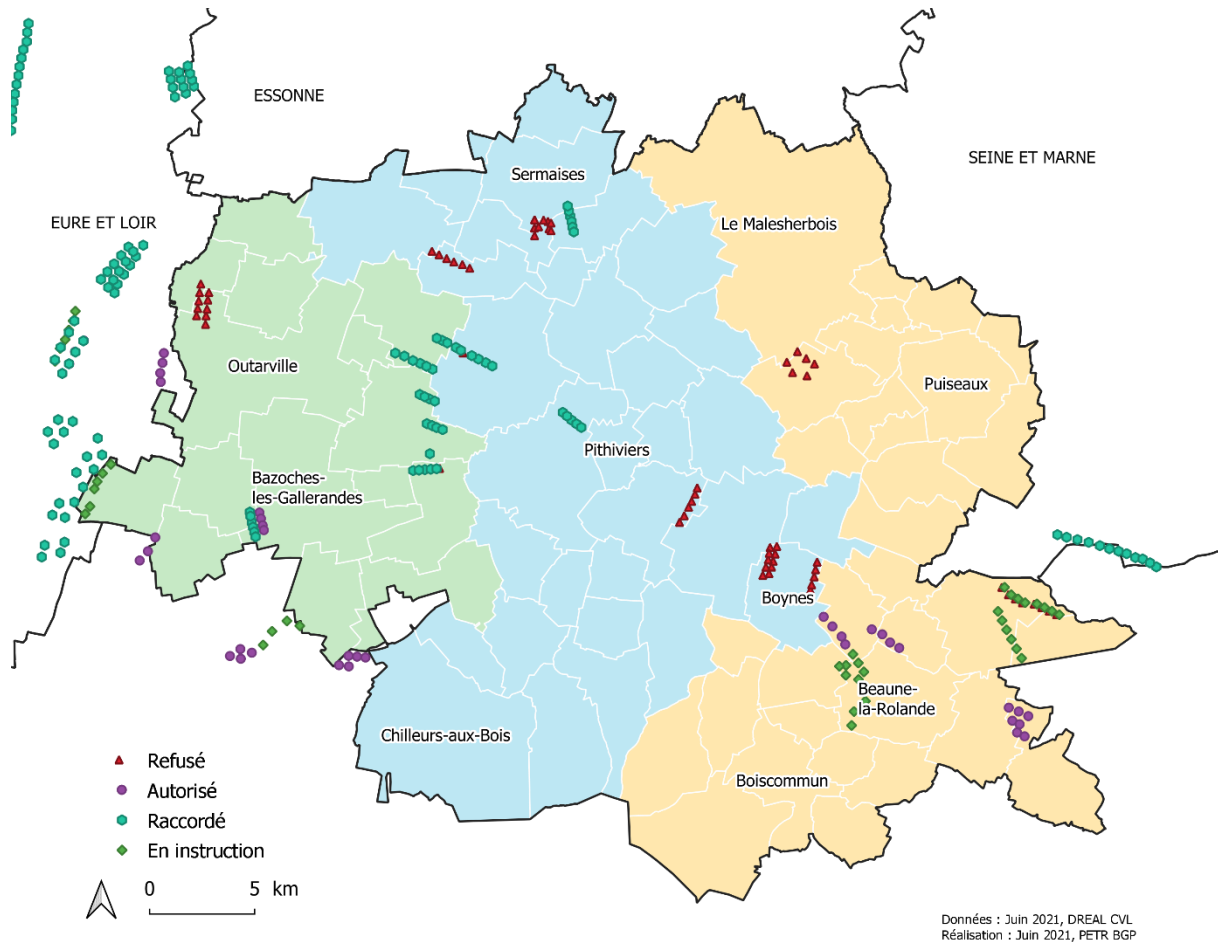 ESSONNE
SEINE ET MARNE
Sermaises
EURE ET LOIR
Le Malesherbois
Outarville
Puiseaux
Pithiviers
Bazoches-
les-Gallerandes
Boynes
Beaune-
la-Rolande
Chilleurs-aux-Bois
Boiscommun
Refusé
Autorisé
Raccordé
En instruction
0 5 km
Données : Juin 2021, DREAL CVL
Réalisation : Juin 2021, PETR BGP